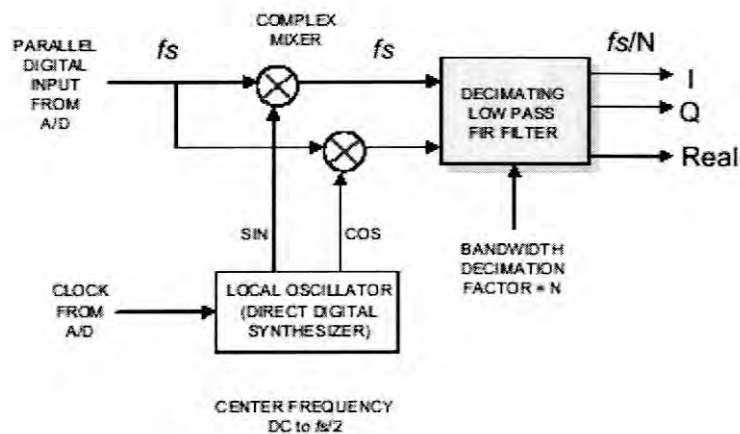 COMPLEX
MIXER
PARALLEL
DIGITAL
INPUT
FROM
A/D
fs
fs
fs/N
DECIMATING
LOW PASS
FIR FILTER
I
Q
Real
SIN
COS
BANDWIDTH
DECIMATION
FACTOR = N
CLOCK
FROM
A/D
LOCAL OSCILLATOR
(DIRECT DIGITAL
SYNTHESIZER)
CENTER FREQUENCY
DC to fs/2